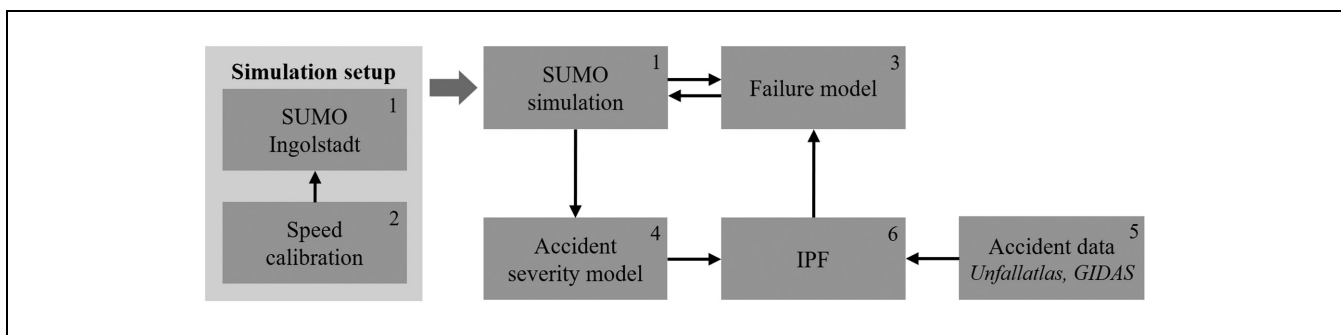 Simulation setup
1
SUMO
Ingolstadt
2
Speed
calibration
1
SUMO
simulation
3
Failure model
4
Accident
severity model
6
IPF
5
Accident data
Unfallatlas, GIDAS